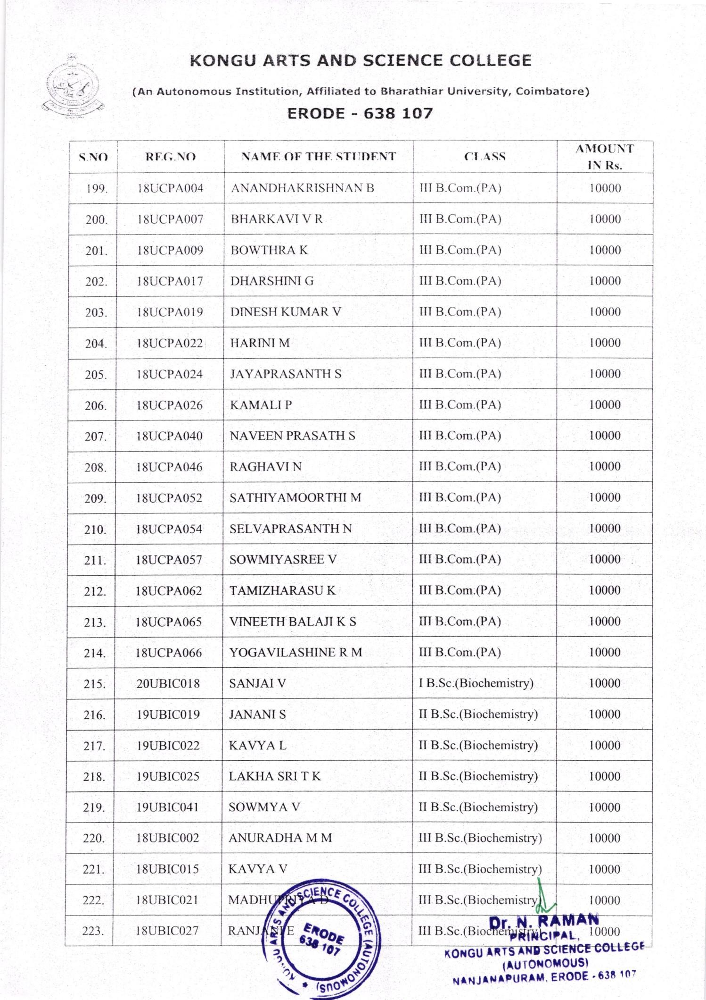 KONGU ARTS AND SCIENCE COLLEGE
(An Autonomous Institution, Affiliated to Bharathiar University, Coimbatore)
ERODE - 638 107
S.NO REG.NO NAME OF THE STUDENT CLASS AMOUNT IN Rs.
199. 18UCPA004 ANANDHAKRISHNAN B III B.Com.(PA) 10000
200. 18UCPA007 BHARKAVI V R III B.Com.(PA) 10000
201. 18UCPA009 BOWTHRA K III B.Com.(PA) 10000
202. 18UCPA017 DHARSHINI G III B.Com.(PA) 10000
203. 18UCPA019 DINESH KUMAR V III B.Com.(PA) 10000
204. 18UCPA022 HARINI M III B.Com.(PA) 10000
205. 18UCPA024 JAYAPRASANTH S III B.Com.(PA) 10000
206. 18UCPA026 KAMALI P III B.Com.(PA) 10000
207. 18UCPA040 NAVEEN PRASATH S III B.Com.(PA) 10000
208. 18UCPA046 RAGHAVI N III B.Com.(PA) 10000
209. 18UCPA052 SATHIYAMOORTHI M III B.Com.(PA) 10000
210. 18UCPA054 SELVAPRASANTH N III B.Com.(PA) 10000
211. 18UCPA057 SOWMIYASREE V III B.Com.(PA) 10000
212. 18UCPA062 TAMIZHARASU K III B.Com.(PA) 10000
213. 18UCPA065 VINEETH BALAJI K S III B.Com.(PA) 10000
214. 18UCPA066 YOGAVILASHINE R M III B.Com.(PA) 10000
215. 20UBIC018 SANJAI V I B.Sc.(Biochemistry) 10000
216. 19UBIC019 JANANI S II B.Sc.(Biochemistry) 10000
217. 19UBIC022 KAVYA L II B.Sc.(Biochemistry) 10000
218. 19UBIC025 LAKHA SRI T K II B.Sc.(Biochemistry) 10000
219. 19UBIC041 SOWMYA V II B.Sc.(Biochemistry) 10000
220. 18UBIC002 ANURADHA M M III B.Sc.(Biochemistry) 10000
221. 18UBIC015 KAVYA V III B.Sc.(Biochemistry) 10000
222. 18UBIC021 MADHUPRIYA D III B.Sc.(Biochemistry) 10000
223. 18UBIC027 RANJANI E III B.Sc.(Biochemistry) 10000
KONGU ARTS AND SCIENCE COLLEGE (AUTONOMOUS) ★
ERODE
638 107
Dr. N. RAMAN
PRINCIPAL,
KONGU ARTS AND SCIENCE COLLEGE
(AUTONOMOUS)
NANJANAPURAM, ERODE - 638 107